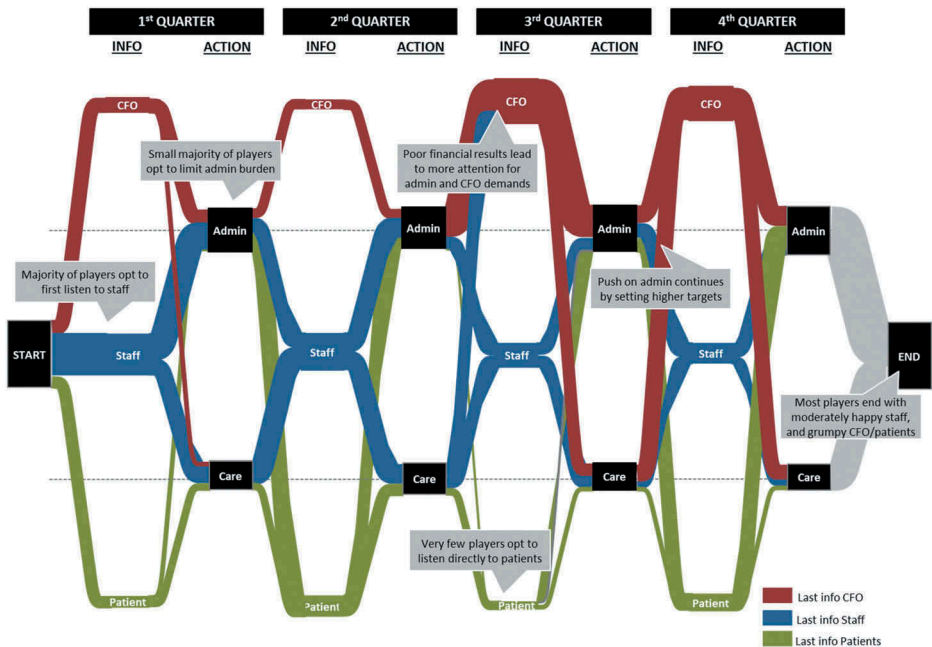 1st QUARTER
2nd QUARTER
3rd QUARTER
4th QUARTER
INFO
ACTION
INFO
ACTION
INFO
ACTION
INFO
ACTION
CFO
CFO
CFO
CFO
Small majority of players
opt to limit admin burden
Poor financial results lead
to more attention for
admin and CFO demands
Admin
Admin
Admin
Admin
Majority of players opt to
first listen to staff
Push on admin continues
by setting higher targets
START
Staff
Staff
Staff
Staff
END
Most players end with
moderately happy staff,
and grumpy CFO/patients
Care
Care
Care
Care
Very few players opt to
listen directly to patients
Patient
Patient
Patient
Patient
Last info CFO
Last info Staff
Last info Patients